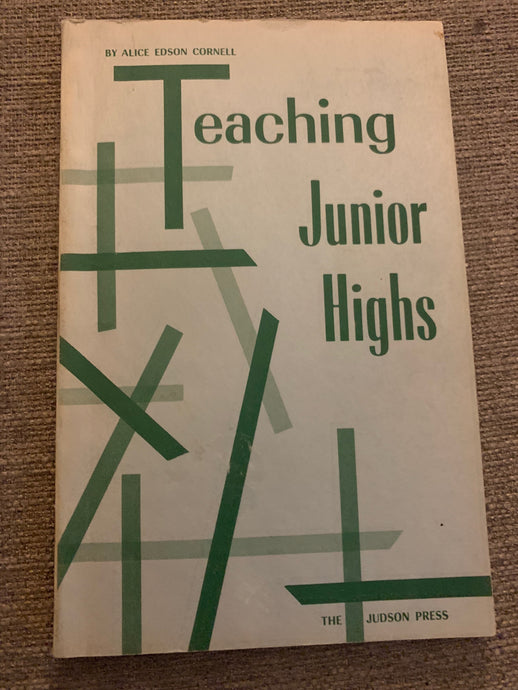 BY ALICE EDSON CORNELL
Teaching
Junior
Highs
THE JUDSON PRESS